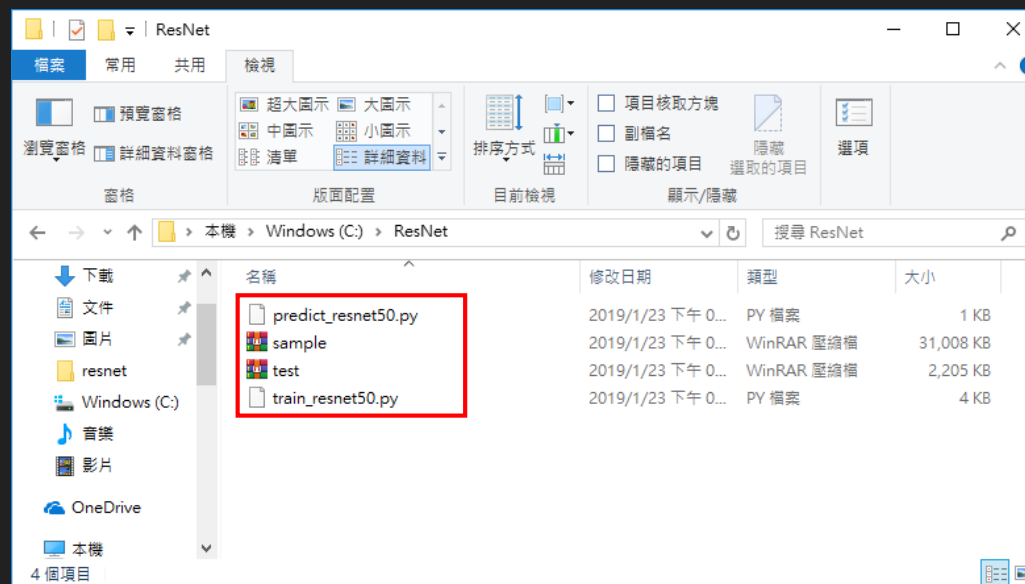 ResNet
檔案 常用 共用 檢視
預覽窗格
瀏覽窗格
詳細資料窗格
窗格
超大圖示 大圖示
中圖示 小圖示
清單 詳細資料
版面配置
排序方式
目前檢視
項目核取方塊
副檔名
隱藏的項目
隱藏
選取的項目
顯示/隱藏
選項
本機 Windows (C:) ResNet
搜尋 ResNet
下載
文件
圖片
resnet
Windows (C:)
音樂
影片
OneDrive
本機
名稱 修改日期 類型 大小
predict_resnet50.py 2019/1/23 下午 0... PY 檔案 1 KB
sample 2019/1/23 下午 0... WinRAR 壓縮檔 31,008 KB
test 2019/1/23 下午 0... WinRAR 壓縮檔 2,205 KB
train_resnet50.py 2019/1/23 下午 0... PY 檔案 4 KB
4 個項目